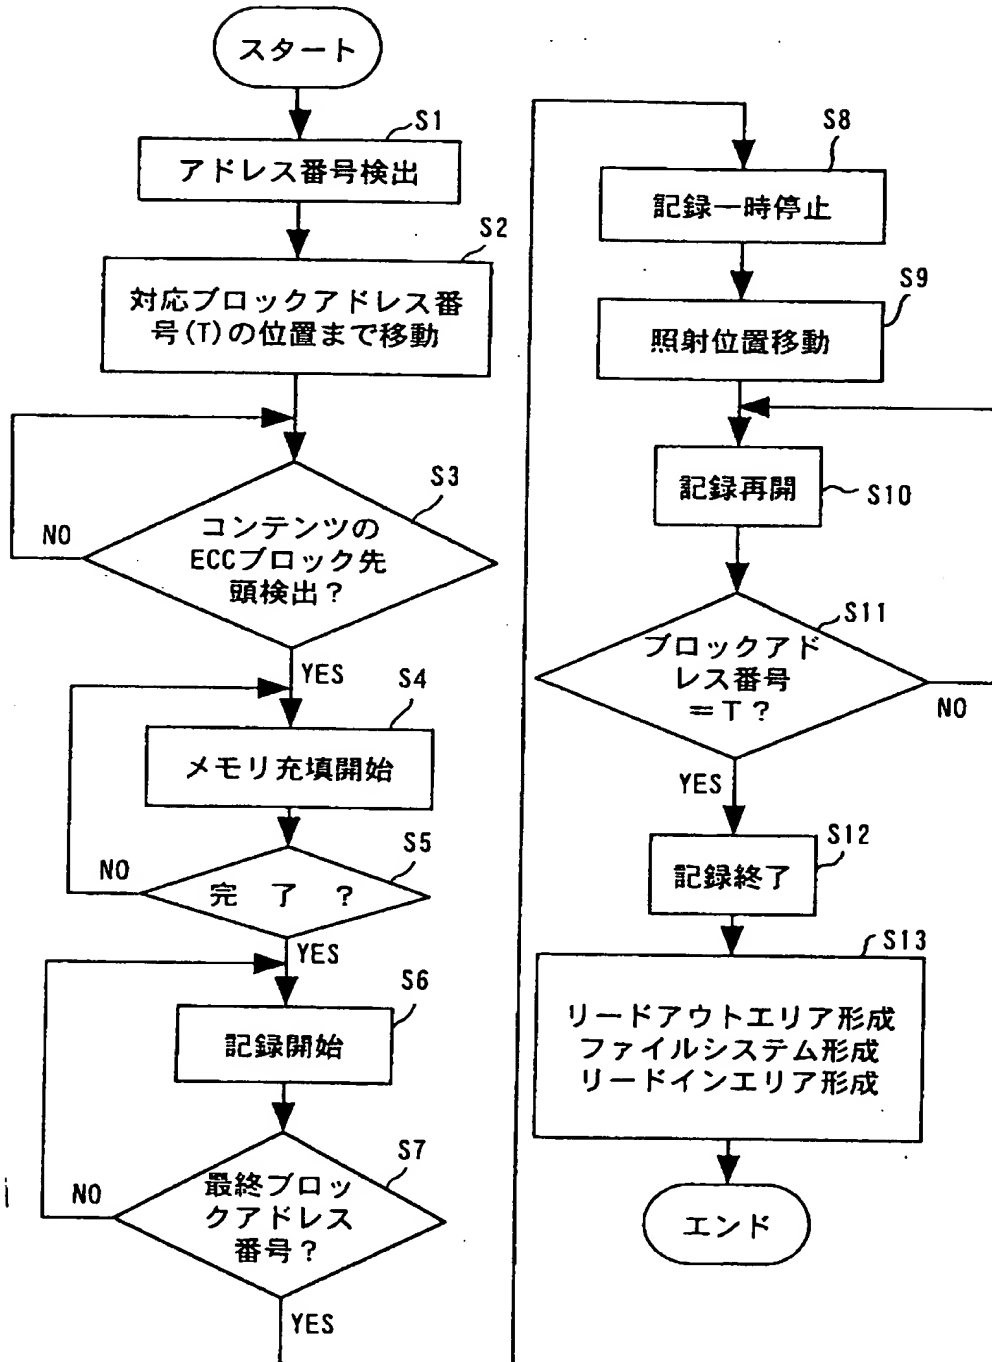 スタート
S1
アドレス番号検出
S2
対応ブロックアドレス番
号(T)の位置まで移動
S3
コンテンツの
ECCブロック先
頭検出？
NO
YES
S4
メモリ充填開始
S5
完 了 ？
NO
YES
S6
記録開始
S7
最終ブロッ
クアドレス
番号？
NO
YES
S8
記録一時停止
S9
照射位置移動
記録再開
S10
S11
ブロックアド
レス番号
＝T？
NO
YES
S12
記録終了
S13
リードアウトエリア形成
ファイルシステム形成
リードインエリア形成
エンド